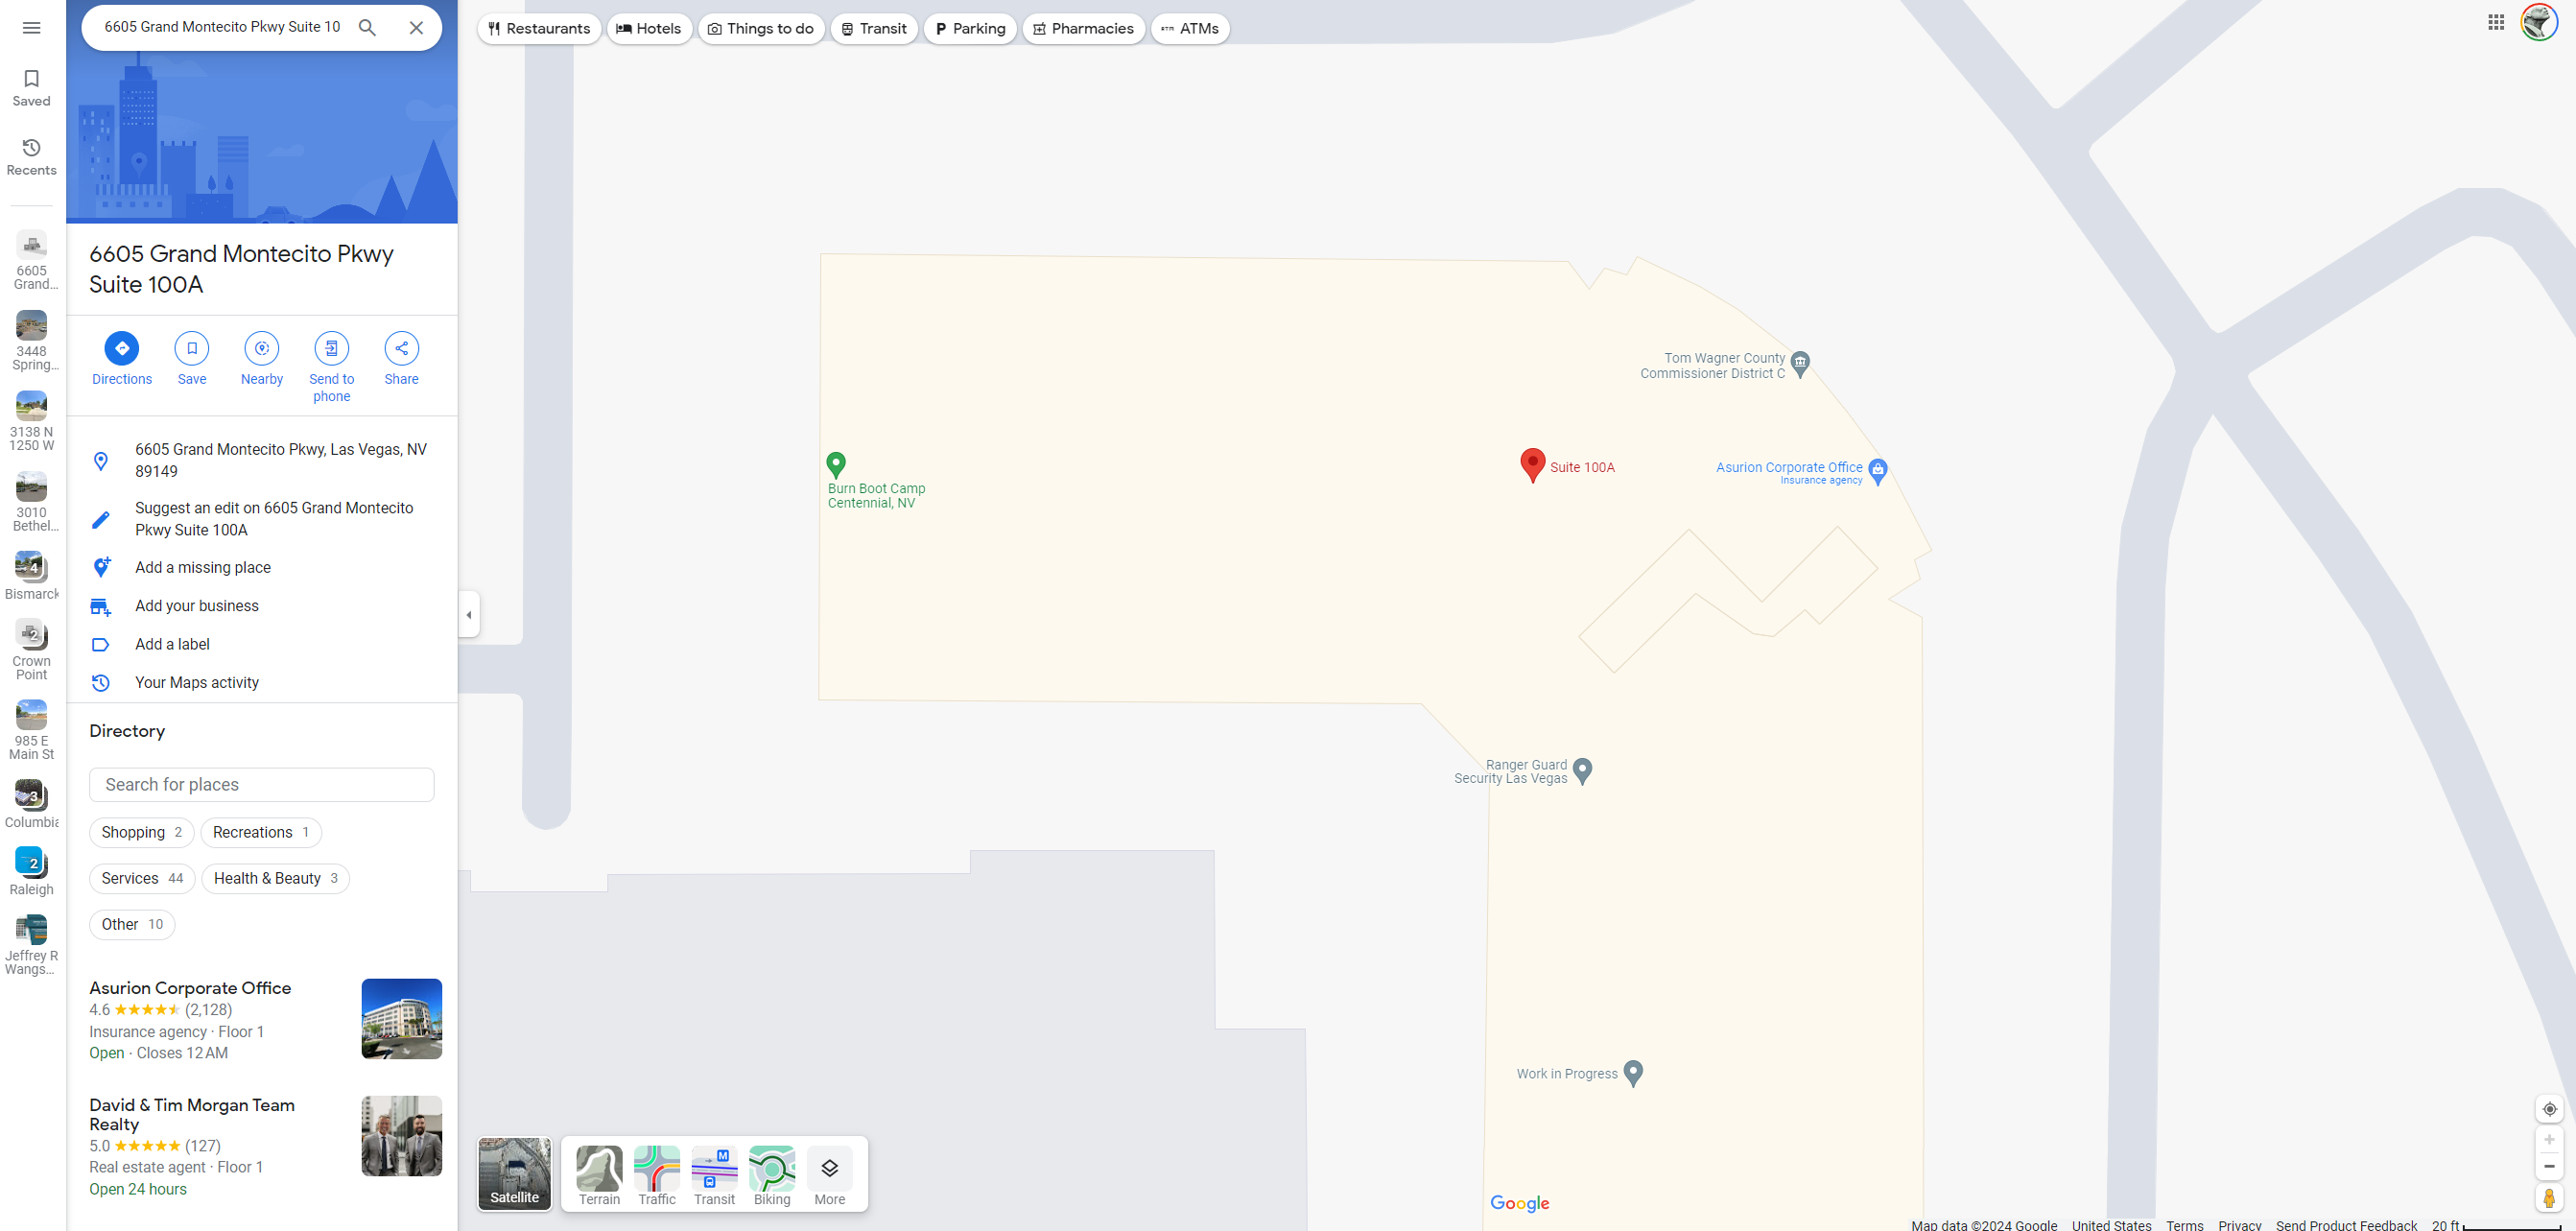 6605 Grand Montecito Pkwy Suite 10
Restaurants
Hotels
Things to do
Transit
Parking
Pharmacies
ATMs
Saved
Recents
6605
Grand...
3448
Spring...
3138 N
1250 W
3010
Bethel...
4
Bismarck
2
Crown
Point
985 E
Main St
3
Columbia
2
Raleigh
Jeffrey R
Wangs...
6605 Grand Montecito Pkwy
Suite 100A
Directions
Save
Nearby
Send to
phone
Share
6605 Grand Montecito Pkwy, Las Vegas, NV
89149
Suggest an edit on 6605 Grand Montecito
Pkwy Suite 100A
Add a missing place
Add your business
Add a label
Your Maps activity
Directory
Search for places
Shopping 2
Recreations 1
Services 44
Health & Beauty 3
Other 10
Asurion Corporate Office
4.6 (2,128)
Insurance agency · Floor 1
Open · Closes 12 AM
David & Tim Morgan Team
Realty
5.0 (127)
Real estate agent · Floor 1
Open 24 hours
Tom Wagner County
Commissioner District C
Suite 100A
Asurion Corporate Office
Insurance agency
Burn Boot Camp
Centennial, NV
Ranger Guard
Security Las Vegas
Work in Progress
Satellite
Terrain
Traffic
M
Transit
Biking
More
Google
Map data ©2024 Google
United States
Terms
Privacy
Send Product Feedback
20 ft